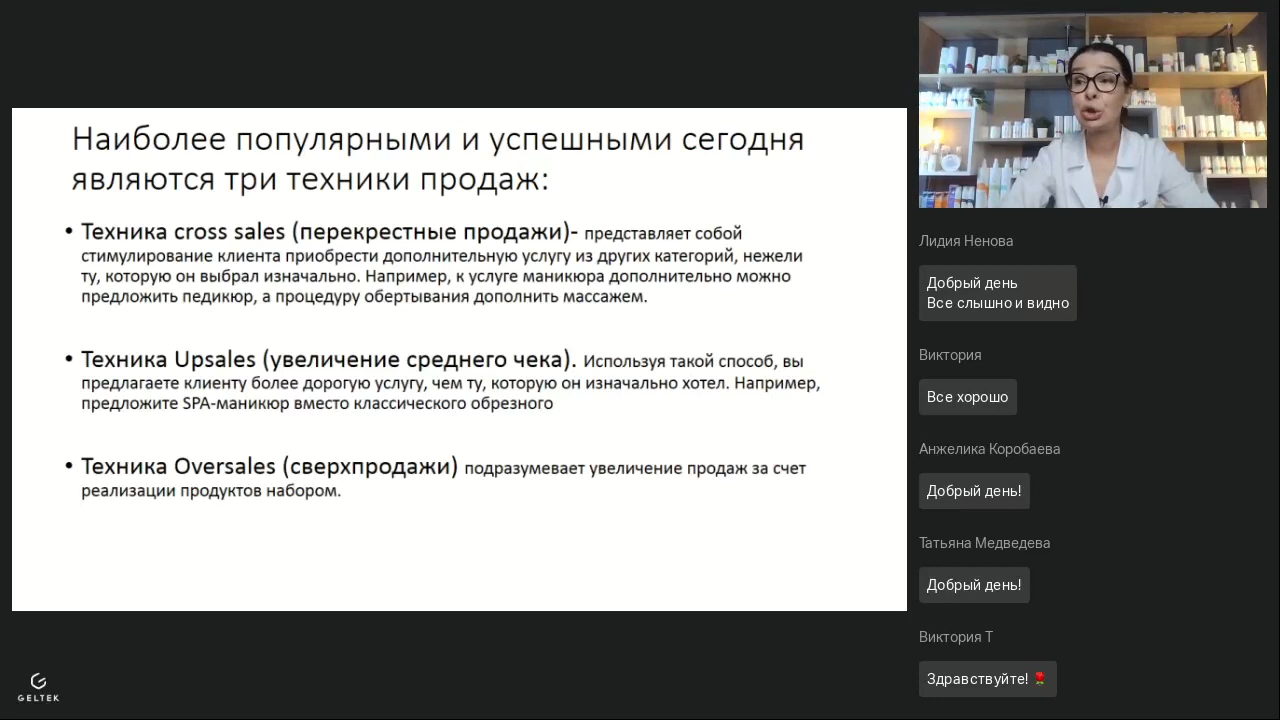 Наиболее популярными и успешными сегодня
являются три техники продаж:
• Техника cross sales (перекрестные продажи)- представляет собой
стимулирование клиента приобрести дополнительную услугу из других категорий, нежели
ту, которую он выбрал изначально. Например, к услуге маникюра дополнительно можно
предложить педикюр, а процедуру обертывания дополнить массажем.
• Техника Upsales (увеличение среднего чека). Используя такой способ, вы
предлагаете клиенту более дорогую услугу, чем ту, которую он изначально хотел. Например,
предложите SPA-маникюр вместо классического обрезного
• Техника Oversales (сверхпродажи) подразумевает увеличение продаж за счет
реализации продуктов набором.
GELTEK
Лидия Ненова
Добрый день
Все слышно и видно
Виктория
Все хорошо
Анжелика Коробаева
Добрый день!
Татьяна Медведева
Добрый день!
Виктория Т
Здравствуйте! 🌹